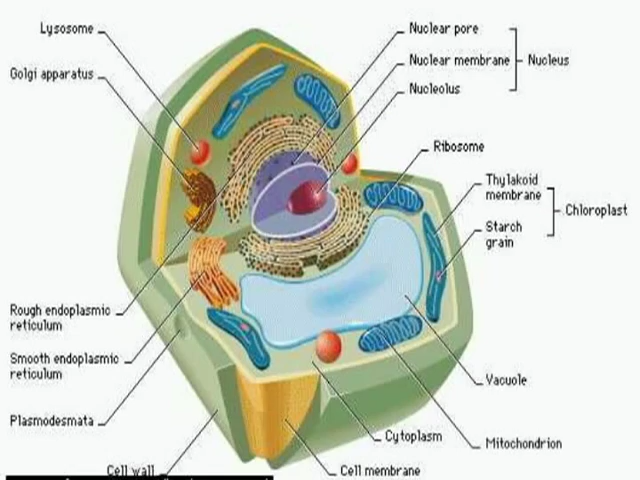 Lysosome
Golgi apparatus
Nuclear pore
Nuclear membrane
Nucleus
Nucleolus
Ribosome
Thylakoid
membrane
Chloroplast
Starch
grain
Rough endoplasmic
reticulum
Smooth endoplasmic
reticulum
Plasmodesmata
Cell wall
Cell membrane
Cytoplasm
Vacuole
Mitochondrion